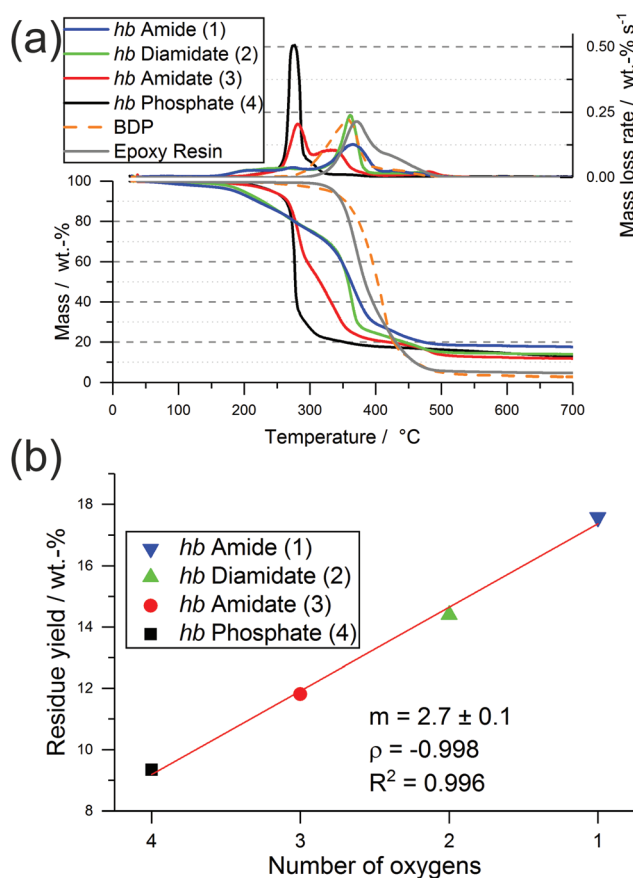 (a)
hb Amide (1)
hb Diamidate (2)
hb Amidate (3)
hb Phosphate (4)
BDP
Epoxy Resin
0.50
0.25
0.00
Mass loss rate / wt.-% s⁻¹
100
80
60
40
20
0
Mass / wt.-%
0 100 200 300 400 500 600 700
Temperature / °C
(b)
18
16
14
12
10
8
Residue yield / wt.-%
hb Amide (1)
hb Diamidate (2)
hb Amidate (3)
hb Phosphate (4)
m = 2.7 ± 0.1
ρ = -0.998
R² = 0.996
4 3 2 1
Number of oxygens